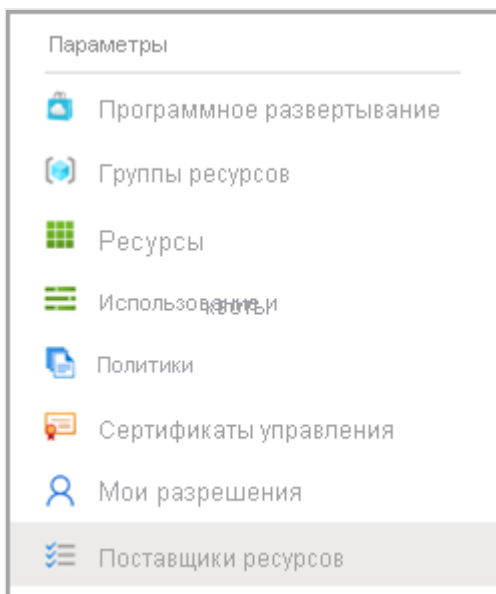 Параметры
Программное развертывание
Группы ресурсов
Ресурсы
Использование и
квоты
Политики
Сертификаты управления
Мои разрешения
Поставщики ресурсов